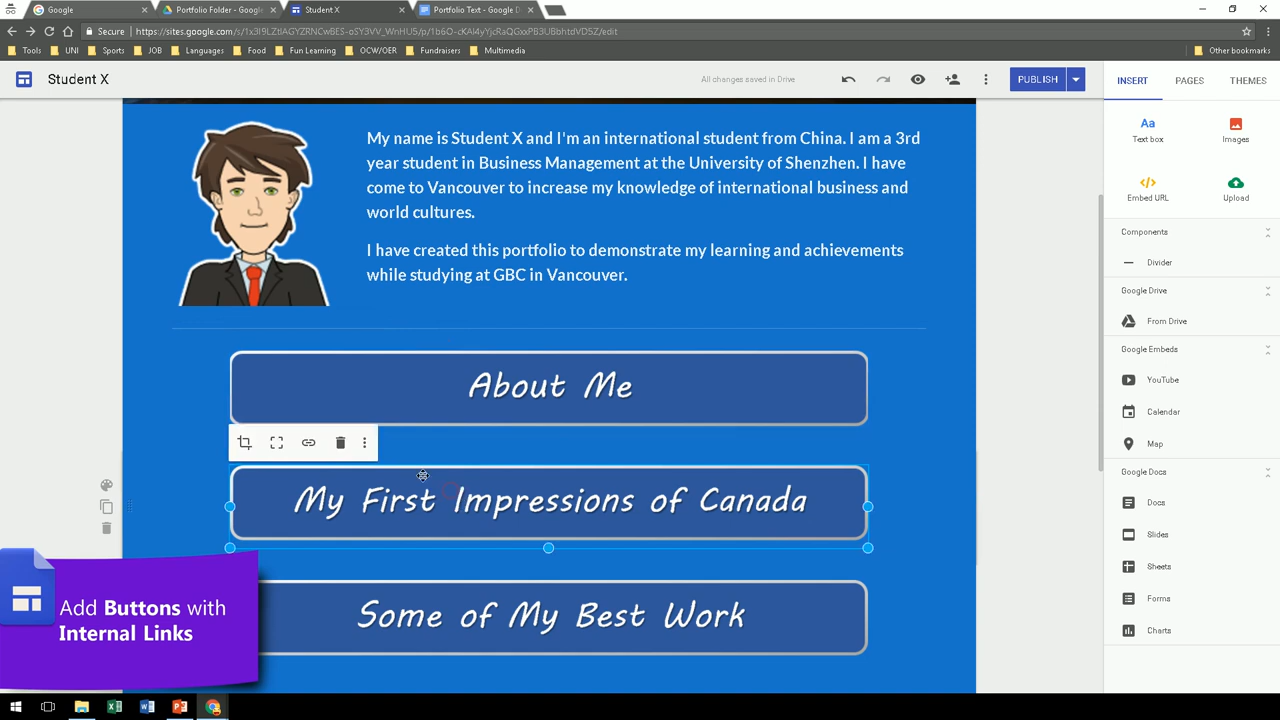 Google
Portfolio Folder - Google
Student X
Portfolio Text - Google D
Secure
Tools
UNI
Sports
JOB
Languages
Food
Fun Learning
OCW/OER
Fundraisers
Multimedia
Other bookmarks
Student X
All changes saved in Drive
PUBLISH
INSERT
PAGES
THEMES
My name is Student X and I'm an international student from China. I am a 3rd
year student in Business Management at the University of Shenzhen. I have
come to Vancouver to increase my knowledge of international business and
world cultures.
I have created this portfolio to demonstrate my learning and achievements
while studying at GBC in Vancouver.
About Me
My First Impressions of Canada
Some of My Best Work
Add Buttons with
Internal Links
Aa
Text box
Images
Embed URL
Upload
Components
Divider
Google Drive
From Drive
Google Embeds
YouTube
Calendar
Map
Google Docs
Docs
Slides
Sheets
Forms
Charts